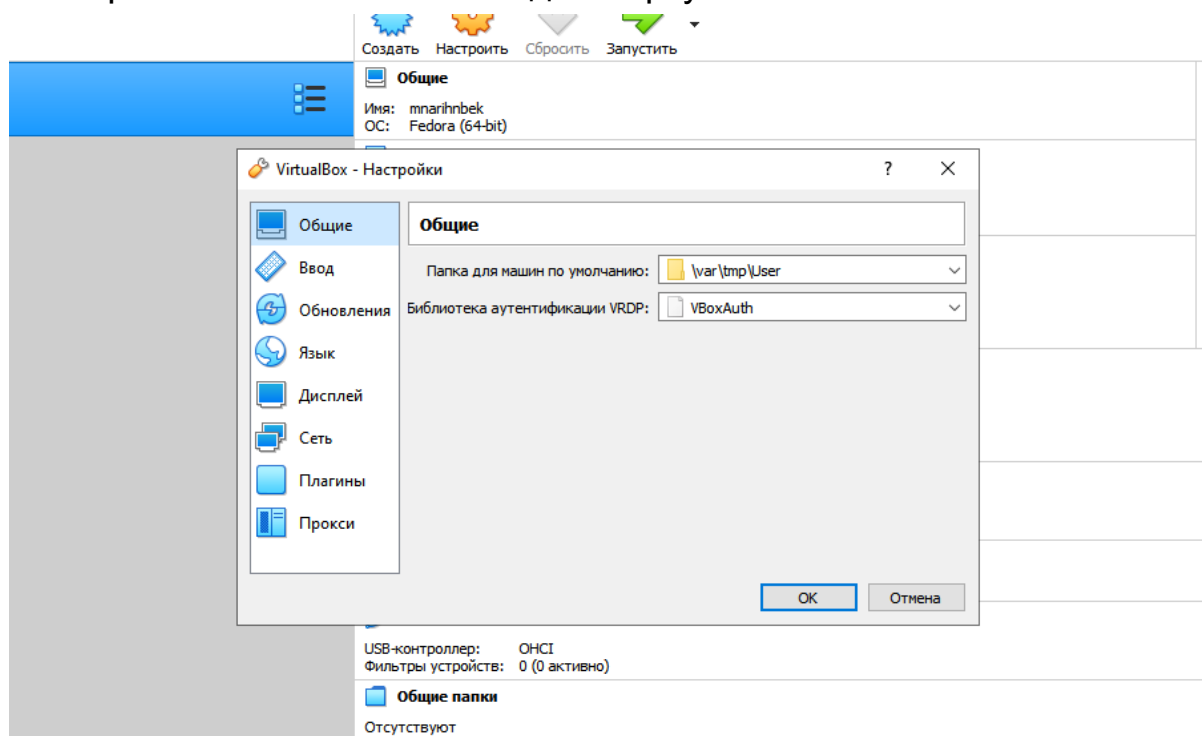 Создать Настроить Сбросить Запустить
Общие
Имя: mnarihnbek
ОС: Fedora (64-bit)
VirtualBox - Настройки
?
Общие
Ввод
Обновления
Язык
Дисплей
Сеть
Плагины
Прокси
Общие
Папка для машин по умолчанию: \var\tmp\User
Библиотека аутентификации VRDP: VBoxAuth
OK Отмена
USB-контроллер: OHCI
Фильтры устройств: 0 (0 активно)
Общие папки
Отсутствуют